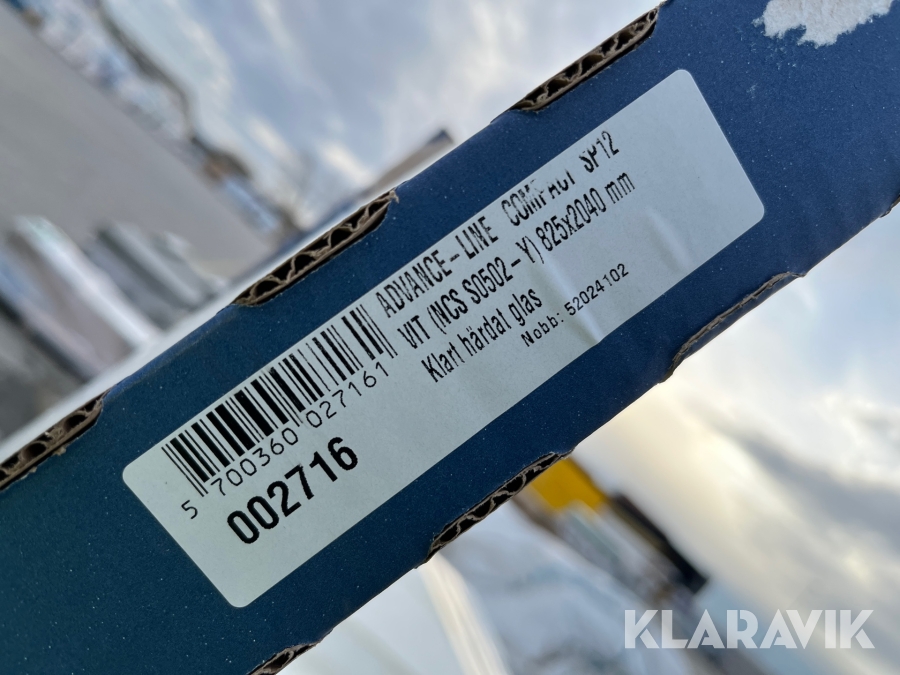 ADVANCE-LINE COMPACT SP12
VIT (NCS S0502-Y) 825x2040 mm
Klart härdat glas
Nobb: 52024102
5 700360 027161
002716
KLARAVIK